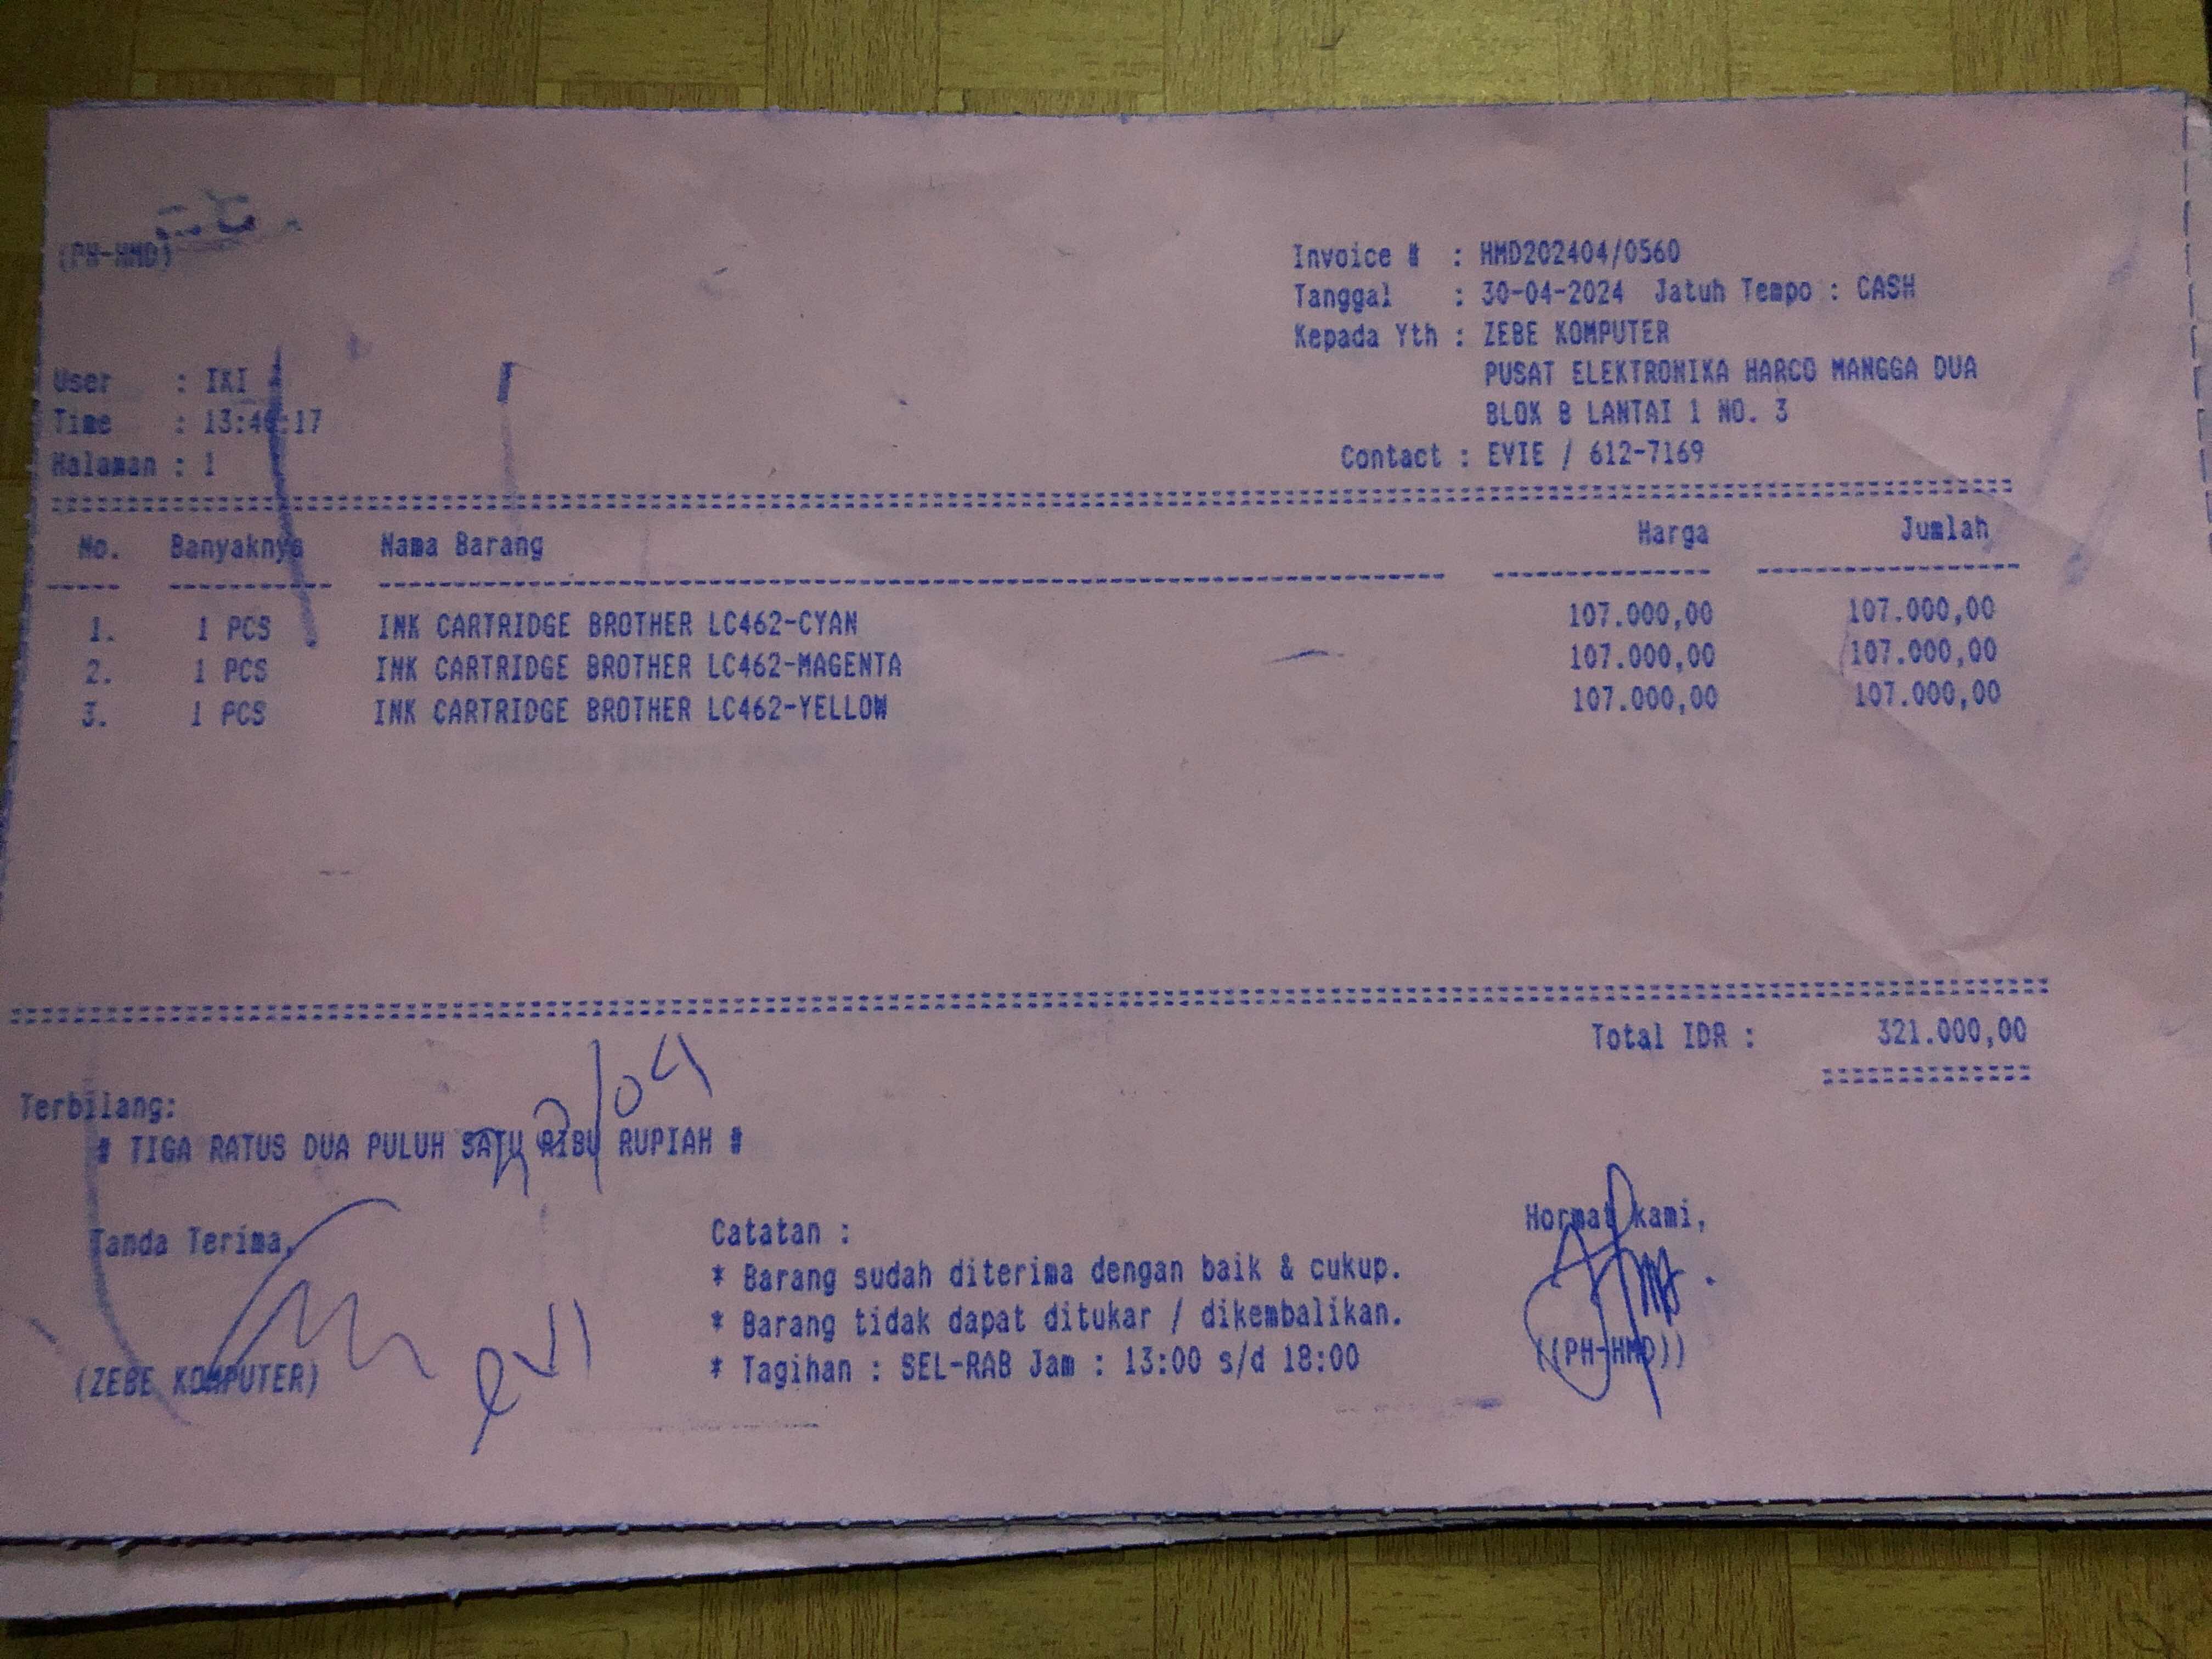 (PH-HMD)
Invoice # : HMD202404/0560
Tanggal : 30-04-2024 Jatuh Tempo : CASH
Kepada Yth : ZEBE KOMPUTER
PUSAT ELEKTRONIKA HARCO MANGGA DUA
BLOK B LANTAI 1 NO. 3
Contact : EVIE / 612-7169
User : IKI
Time :
Halaman : 1
No. Banyaknya Nama Barang Harga Jumlah
1. 1 PCS INK CARTRIDGE BROTHER LC462-CYAN 107.000,00 107.000,00
2. 1 PCS INK CARTRIDGE BROTHER LC462-MAGENTA 107.000,00 107.000,00
3. 1 PCS INK CARTRIDGE BROTHER LC462-YELLOW 107.000,00 107.000,00
Total IDR : 321.000,00
Terbilang:
# TIGA RATUS DUA PULUH SATU RIBU RUPIAH #
Tanda Terima,
(ZEBE KOMPUTER)
evi
Catatan :
* Barang sudah diterima dengan baik & cukup.
* Barang tidak dapat ditukar / dikembalikan.
* Tagihan : SEL-RAB Jam : 13:00 s/d 18:00
Hormat kami,
((PH-HMD))